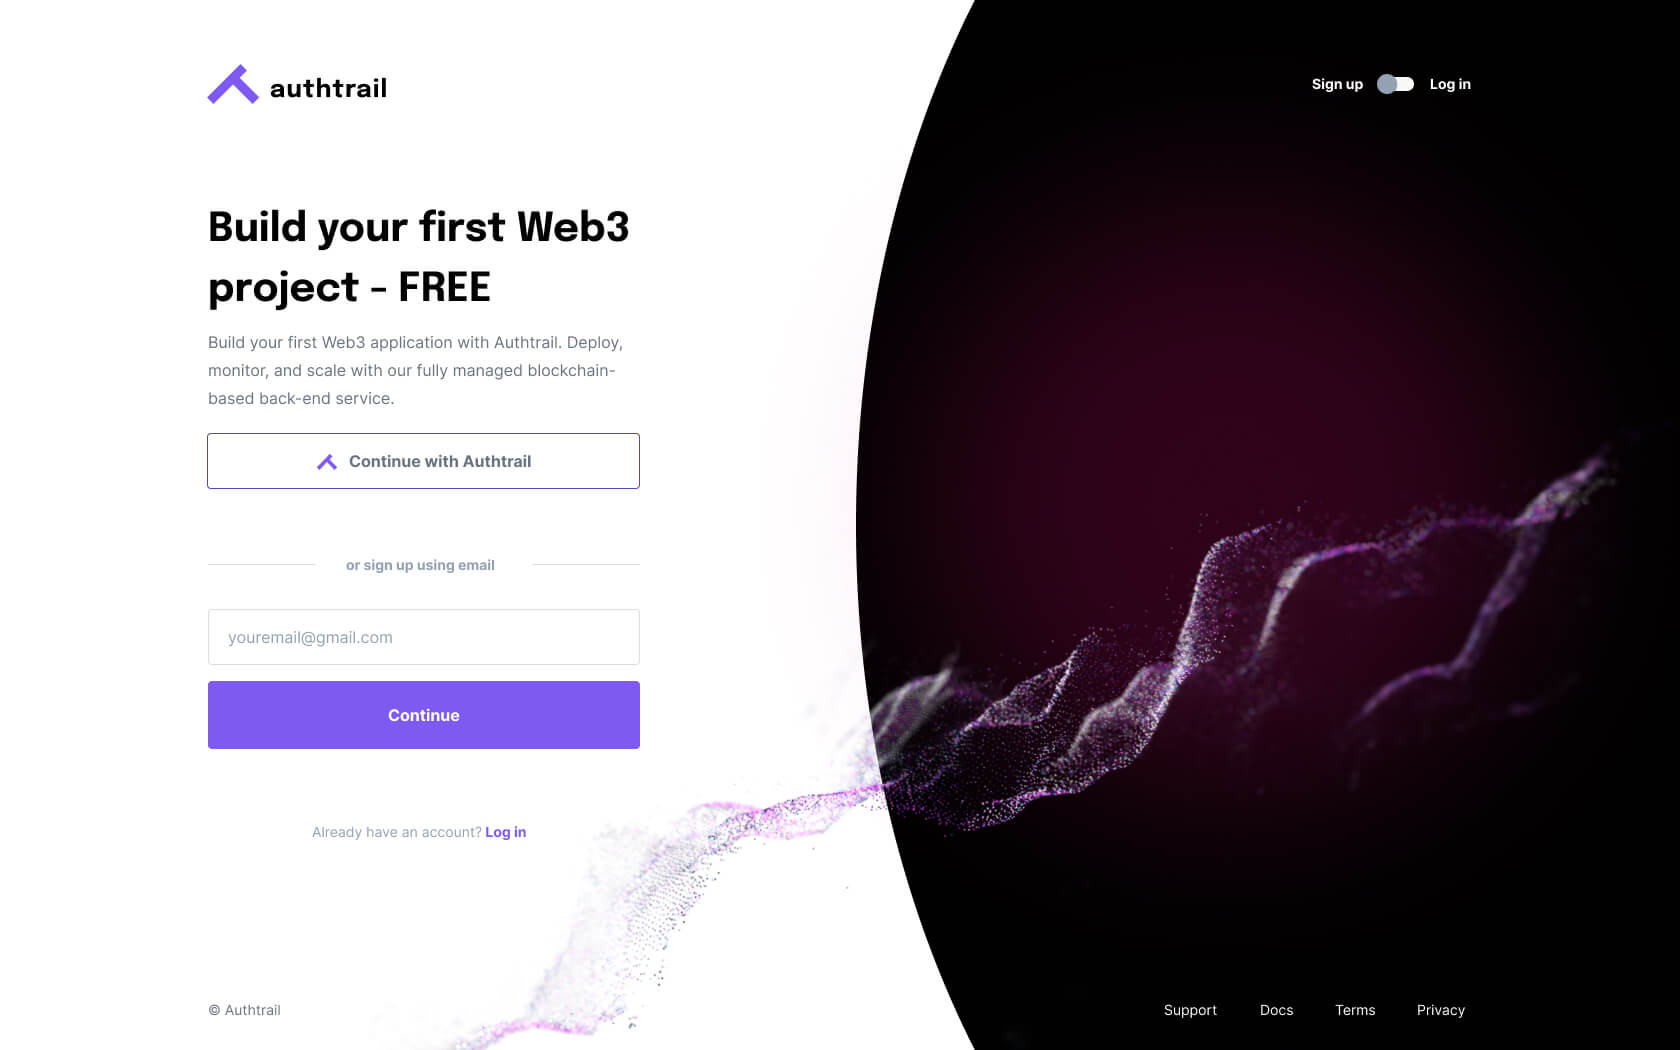 authtrail
Sign up
Log in
Build your first Web3
project - FREE
Build your first Web3 application with Authtrail. Deploy,
monitor, and scale with our fully managed blockchain-
based back-end service.
Continue with Authtrail
or sign up using email
youremail@gmail.com
Continue
Already have an account? Log in
© Authtrail
Support
Docs
Terms
Privacy